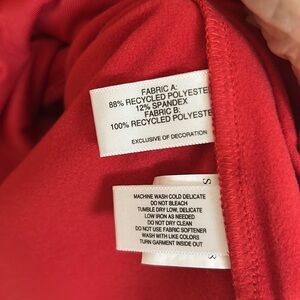 FABRIC A:
88% RECYCLED POLYESTE
12% SPANDEX
FABRIC B:
100% RECYCLED POLYESTE
EXCLUSIVE OF DECORATION
S
MACHINE WASH COLD DELICATE
DO NOT BLEACH
TUMBLE DRY LOW, DELICATE
LOW IRON AS NEEDED
DO NOT DRY CLEAN
DO NOT USE FABRIC SOFTENER
WASH WITH LIKE COLORS
TURN GARMENT INSIDE OUT